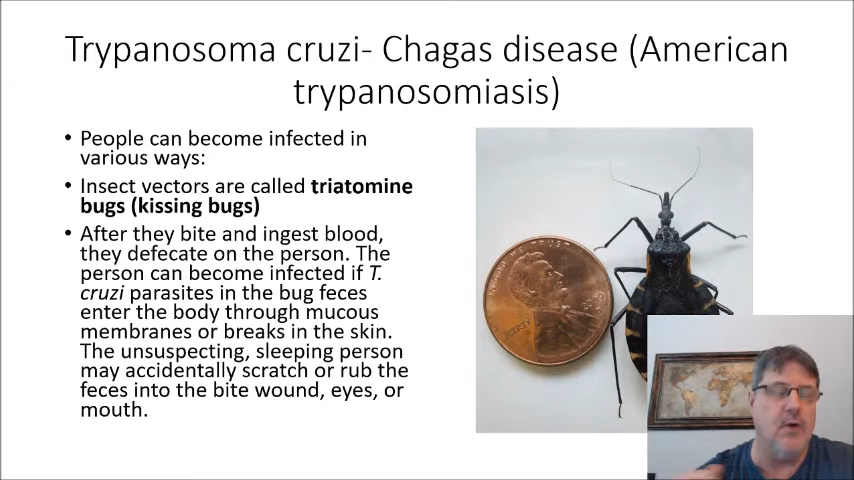 Trypanosoma cruzi- Chagas disease (American
trypanosomiasis)
• People can become infected in
various ways:
• Insect vectors are called triatomine
bugs (kissing bugs)
• After they bite and ingest blood,
they defecate on the person. The
person can become infected if T.
cruzi parasites in the bug feces
enter the body through mucous
membranes or breaks in the skin.
The unsuspecting, sleeping person
may accidentally scratch or rub the
feces into the bite wound, eyes, or
mouth.
LIBERTY